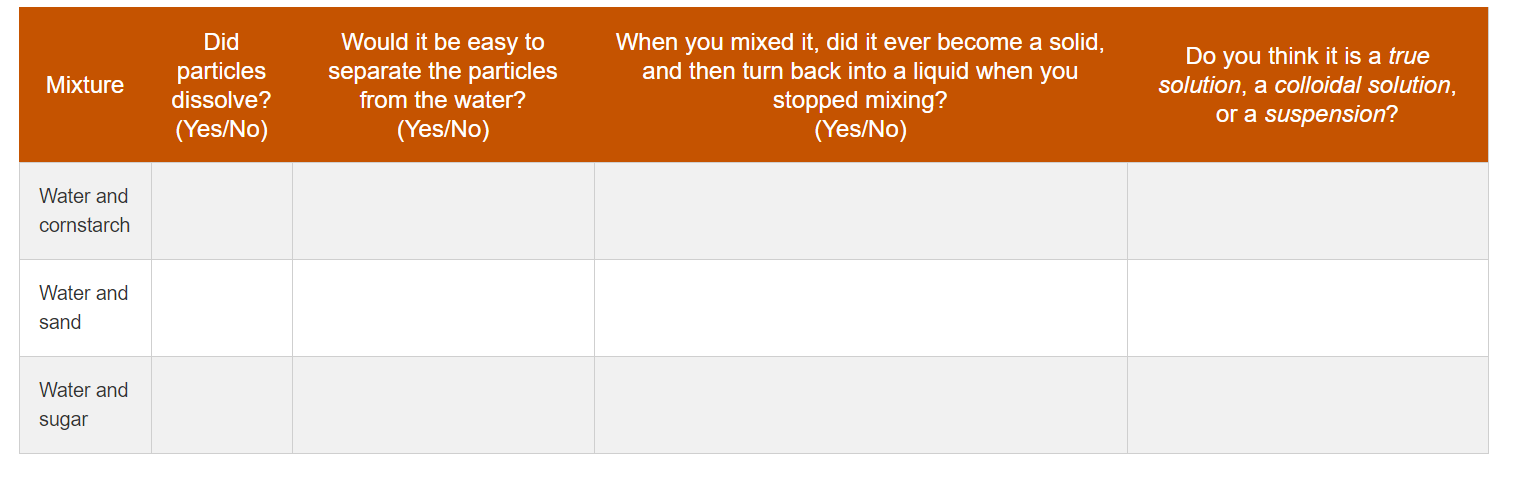 Mixture
Did
particles
dissolve?
(Yes/No)
Would it be easy to
separate the particles
from the water?
(Yes/No)
When you mixed it, did it ever become a solid,
and then turn back into a liquid when you
stopped mixing?
(Yes/No)
Do you think it is a true
solution, a colloidal solution,
or a suspension?
Water and
cornstarch
Water and
sand
Water and
sugar